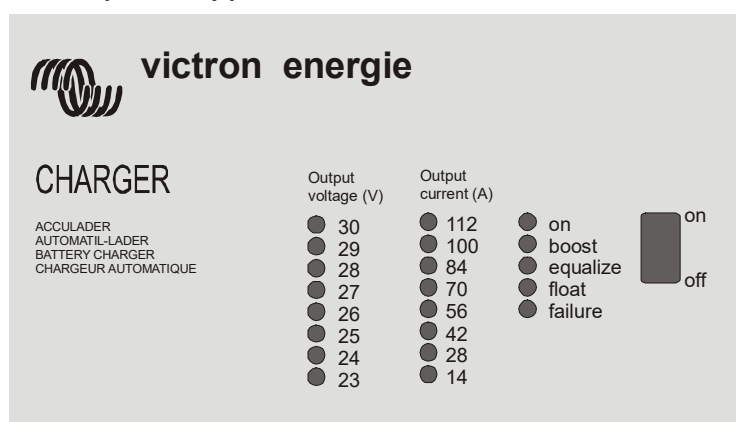 victron energie
CHARGER
ACCULADER
AUTOMATIL-LADER
BATTERY CHARGER
CHARGEUR AUTOMATIQUE
Output
voltage (V)
30
29
28
27
26
25
24
23
Output
current (A)
112
100
84
70
56
42
28
14
on
boost
equalize
float
failure
on
off